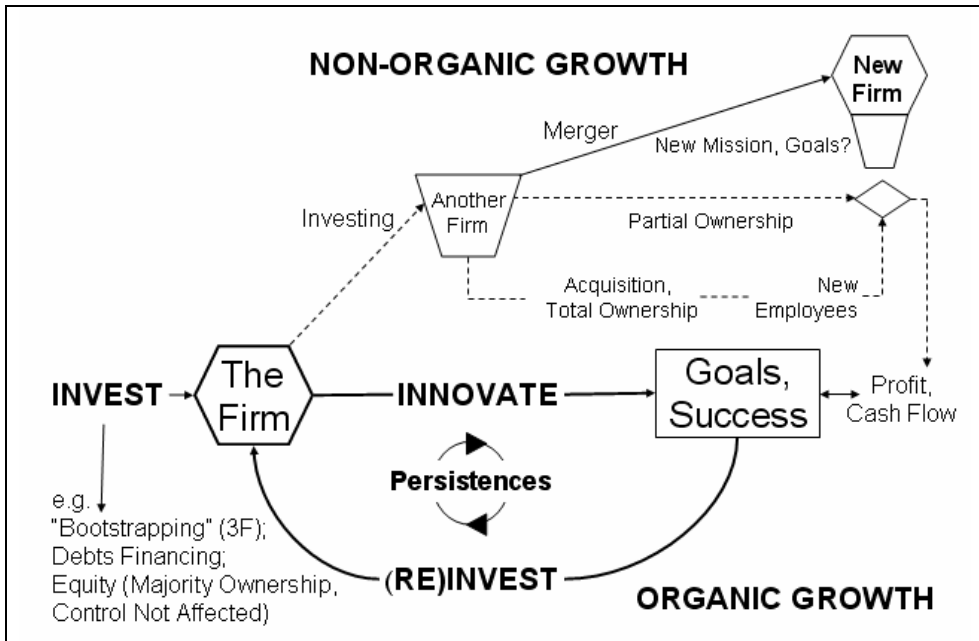 NON-ORGANIC GROWTH
New
Firm
Merger
New Mission, Goals?
Another
Firm
Investing
Partial Ownership
Acquisition,
Total Ownership
New
Employees
The
Firm
INVEST
INNOVATE
Goals,
Success
Profit,
Cash Flow
Persistences
e.g.
"Bootstrapping" (3F);
Debts Financing;
Equity (Majority Ownership,
Control Not Affected)
(RE)INVEST
ORGANIC GROWTH